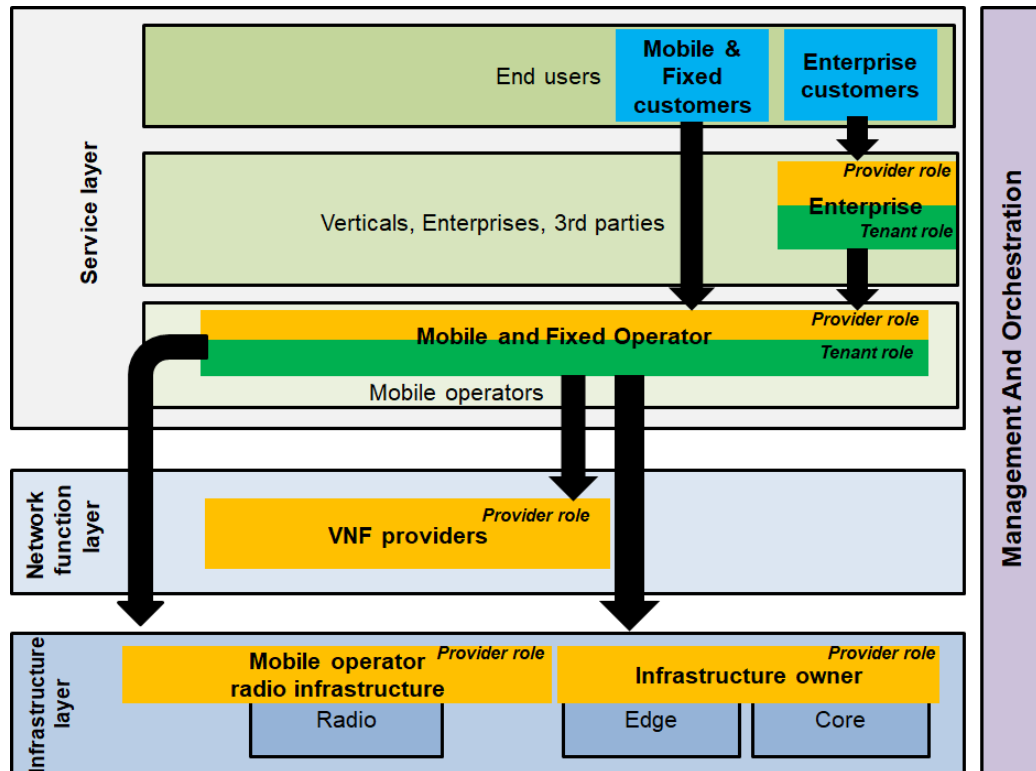 Service layer
End users
Mobile &
Fixed
customers
Enterprise
customers
Verticals, Enterprises, 3rd parties
Provider role
Enterprise
Tenant role
Provider role
Mobile and Fixed Operator
Tenant role
Mobile operators
Network
function
layer
Provider role
VNF providers
Infrastructure
layer
Mobile operator
radio infrastructure
Provider role
Provider role
Infrastructure owner
Radio
Edge
Core
Management And Orchestration